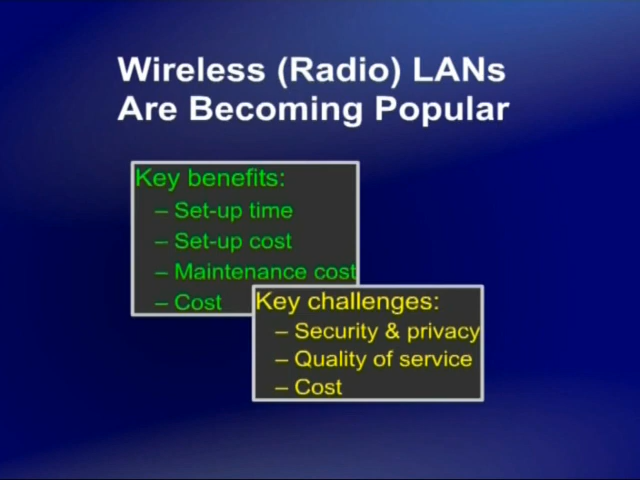 Wireless (Radio) LANs
Are Becoming Popular
Key benefits:
– Set-up time
– Set-up cost
– Maintenance cost
– Cost
Key challenges:
– Security & privacy
– Quality of service
– Cost